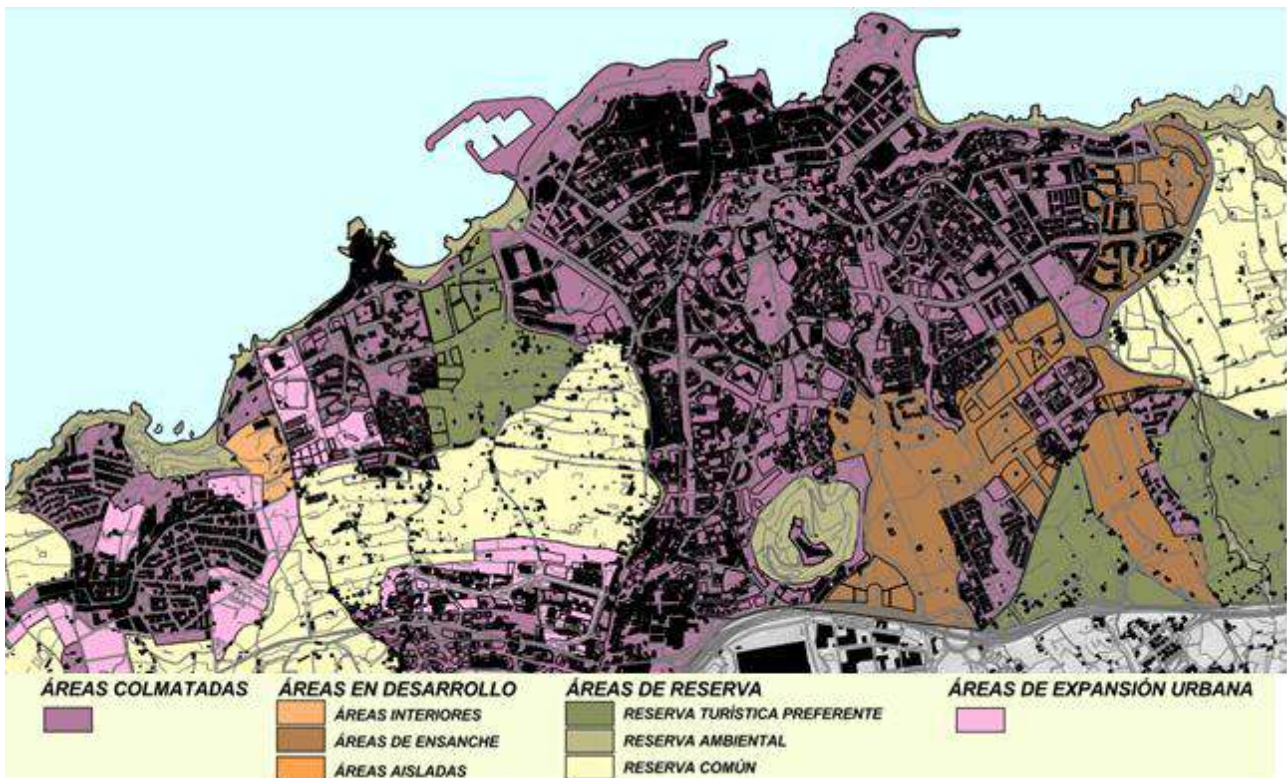 ÁREAS COLMATADAS
ÁREAS EN DESARROLLO
ÁREAS INTERIORES
ÁREAS DE ENSANCHE
ÁREAS AISLADAS
ÁREAS DE RESERVA
RESERVA TURÍSTICA PREFERENTE
RESERVA AMBIENTAL
RESERVA COMÚN
ÁREAS DE EXPANSIÓN URBANA